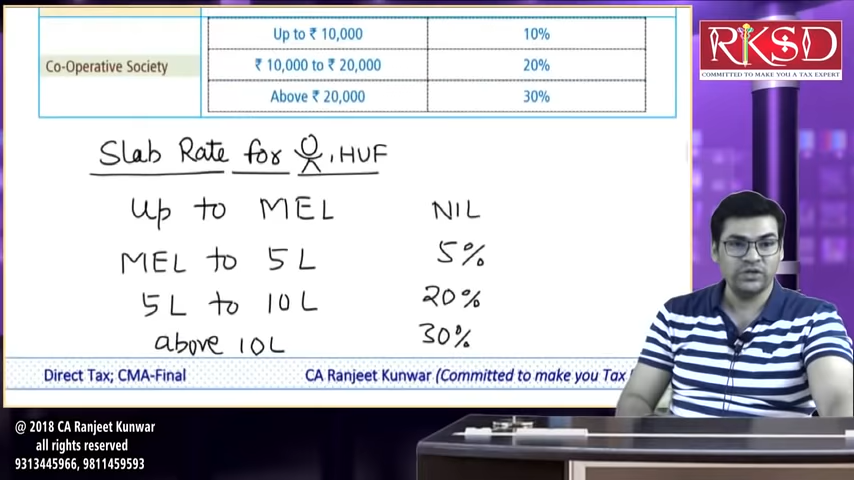 Up to ₹ 10,000 10%
Co-Operative Society ₹ 10,000 to ₹ 20,000 20%
Above ₹ 20,000 30%
RKSD
COMMITTED TO MAKE YOU A TAX EXPERT
Slab Rate for , HUF
Up to MEL NIL
MEL to 5 L 5%
5L to 10 L 20%
above 10L 30%
Direct Tax; CMA-Final CA Ranjeet Kunwar (Committed to make you Tax
@ 2018 CA Ranjeet Kunwar
all rights reserved
9313445966, 9811459593